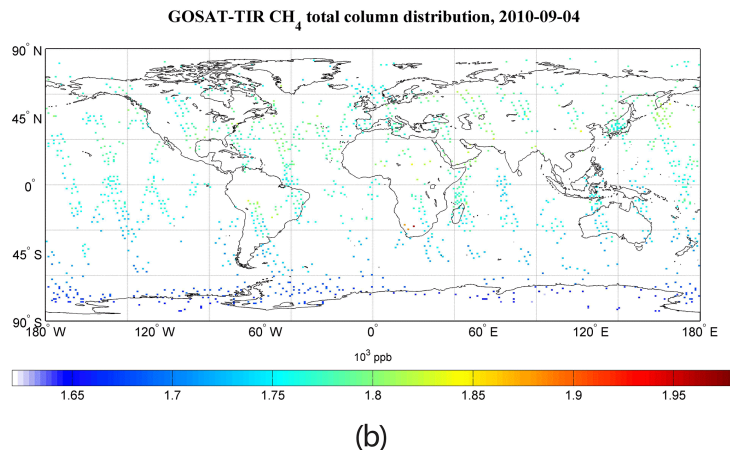 GOSAT-TIR CH4 total column distribution, 2010-09-04
90° N
45° N
0°
45° S
90° S
180° W 120° W 60° W 0° 60° E 120° E 180° E
10³ ppb
1.65 1.7 1.75 1.8 1.85 1.9 1.95
(b)